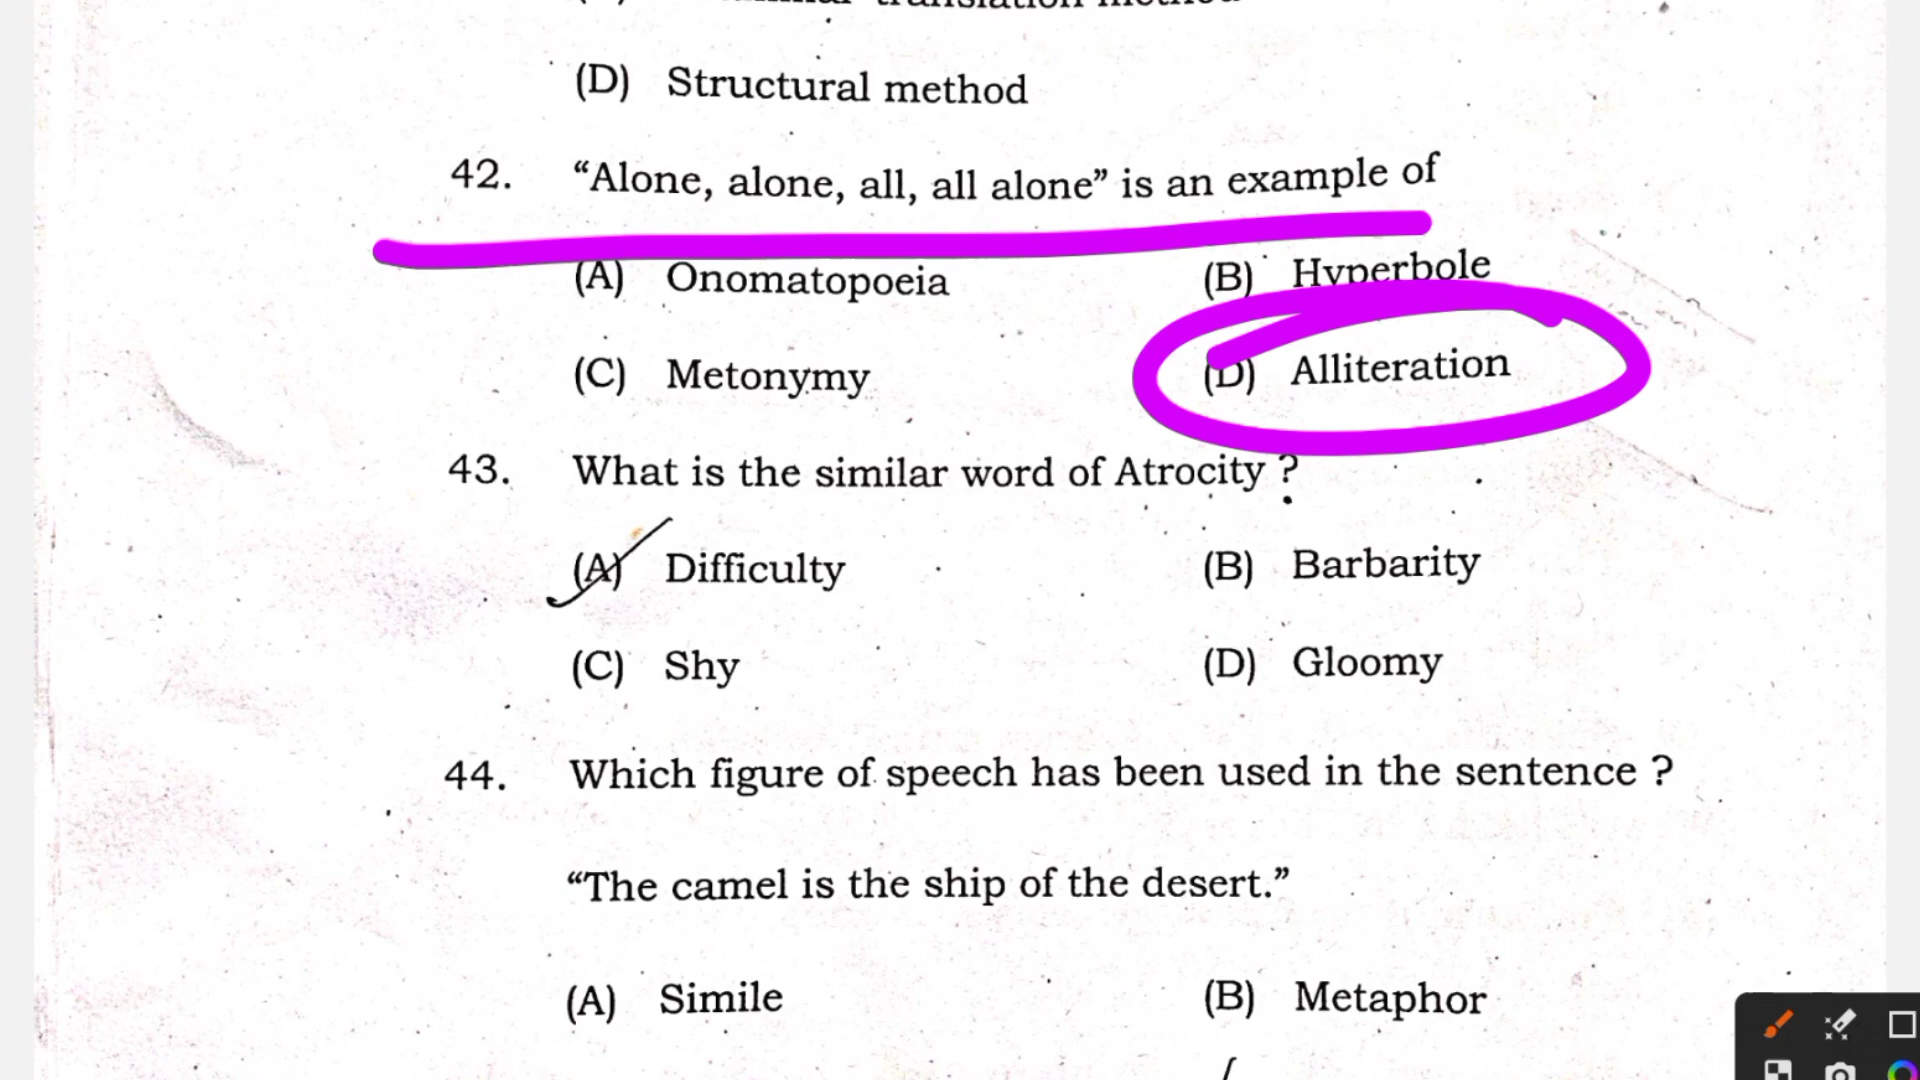 (D) Structural method
42. “Alone, alone, all, all alone” is an example of
(A) Onomatopoeia (B) Hyperbole
(C) Metonymy (D) Alliteration
43. What is the similar word of Atrocity ?
(A) Difficulty (B) Barbarity
(C) Shy (D) Gloomy
44. Which figure of speech has been used in the sentence ?
“The camel is the ship of the desert.”
(A) Simile (B) Metaphor